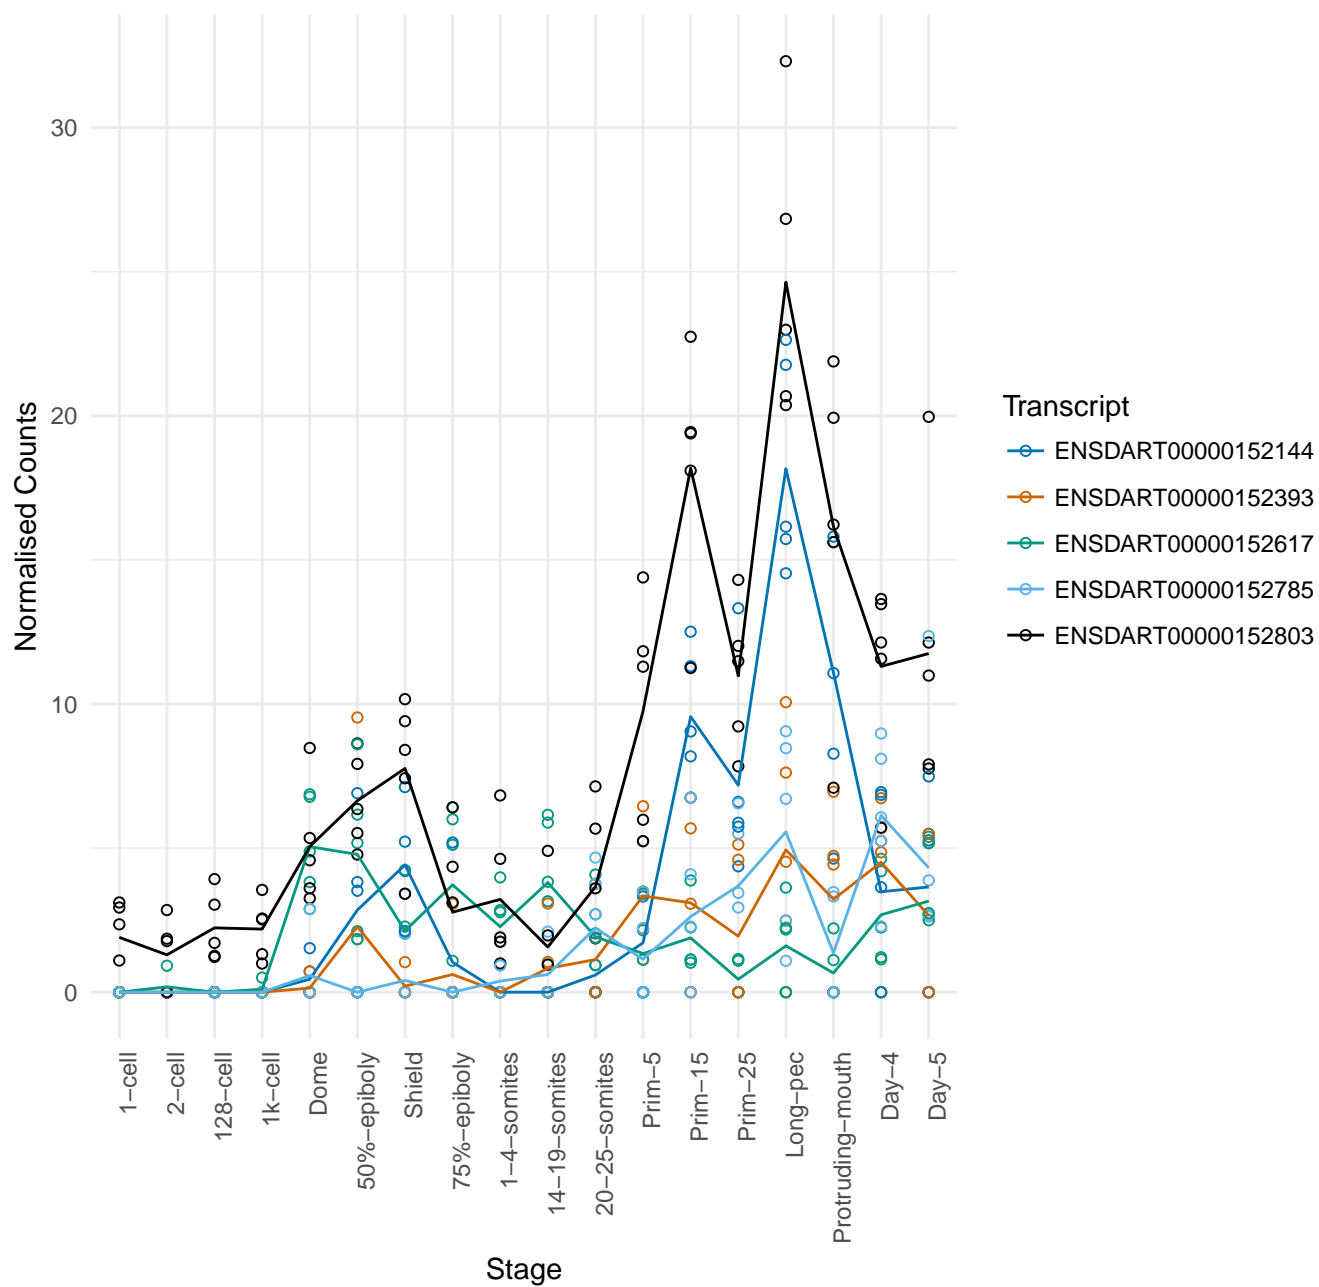 Normalised Counts
30
20
10
0
1−cell
2−cell
128−cell
1k−cell
Dome
50%−epiboly
Shield
75%−epiboly
1−4−somites
14−19−somites
20−25−somites
Prim−5
Prim−15
Prim−25
Long−pec
Protruding−mouth
Day−4
Day−5
Stage
Transcript
ENSDART00000152144
ENSDART00000152393
ENSDART00000152617
ENSDART00000152785
ENSDART00000152803